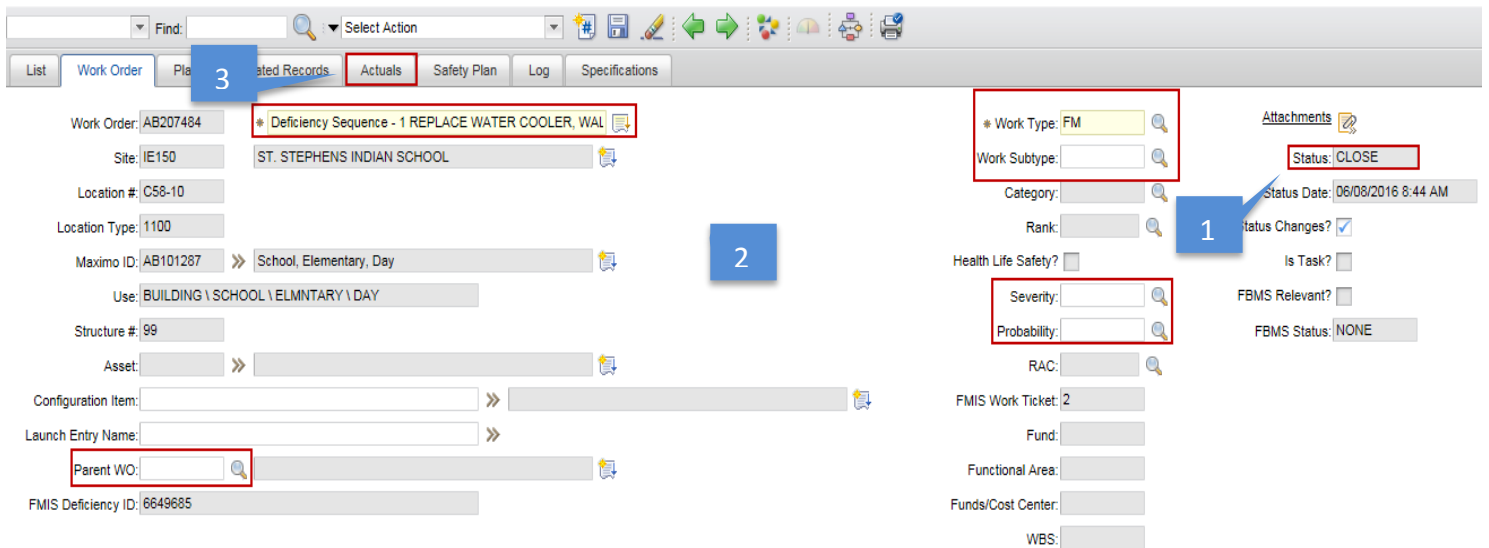 Find: Select Action
List Work Order Pla ated Records Actuals Safety Plan Log Specifications
3
Work Order: AB207484 * Deficiency Sequence - 1 REPLACE WATER COOLER, WAL * Work Type: FM Attachments
Site: IE150 ST. STEPHENS INDIAN SCHOOL Work Subtype: Status: CLOSE
Location #: C58-10 Category: Status Date: 06/08/2016 8:44 AM
Location Type: 1100 Rank: 1 Status Changes?
Maximo ID: AB101287 School, Elementary, Day 2 Health Life Safety? Is Task?
Use: BUILDING \ SCHOOL \ ELMNTARY \ DAY Severity: FBMS Relevant?
Structure #: 99 Probability: FBMS Status: NONE
Asset: RAC:
Configuration Item: FMIS Work Ticket: 2
Launch Entry Name: Fund:
Parent WO: Functional Area:
FMIS Deficiency ID: 6649685 Funds/Cost Center:
WBS: